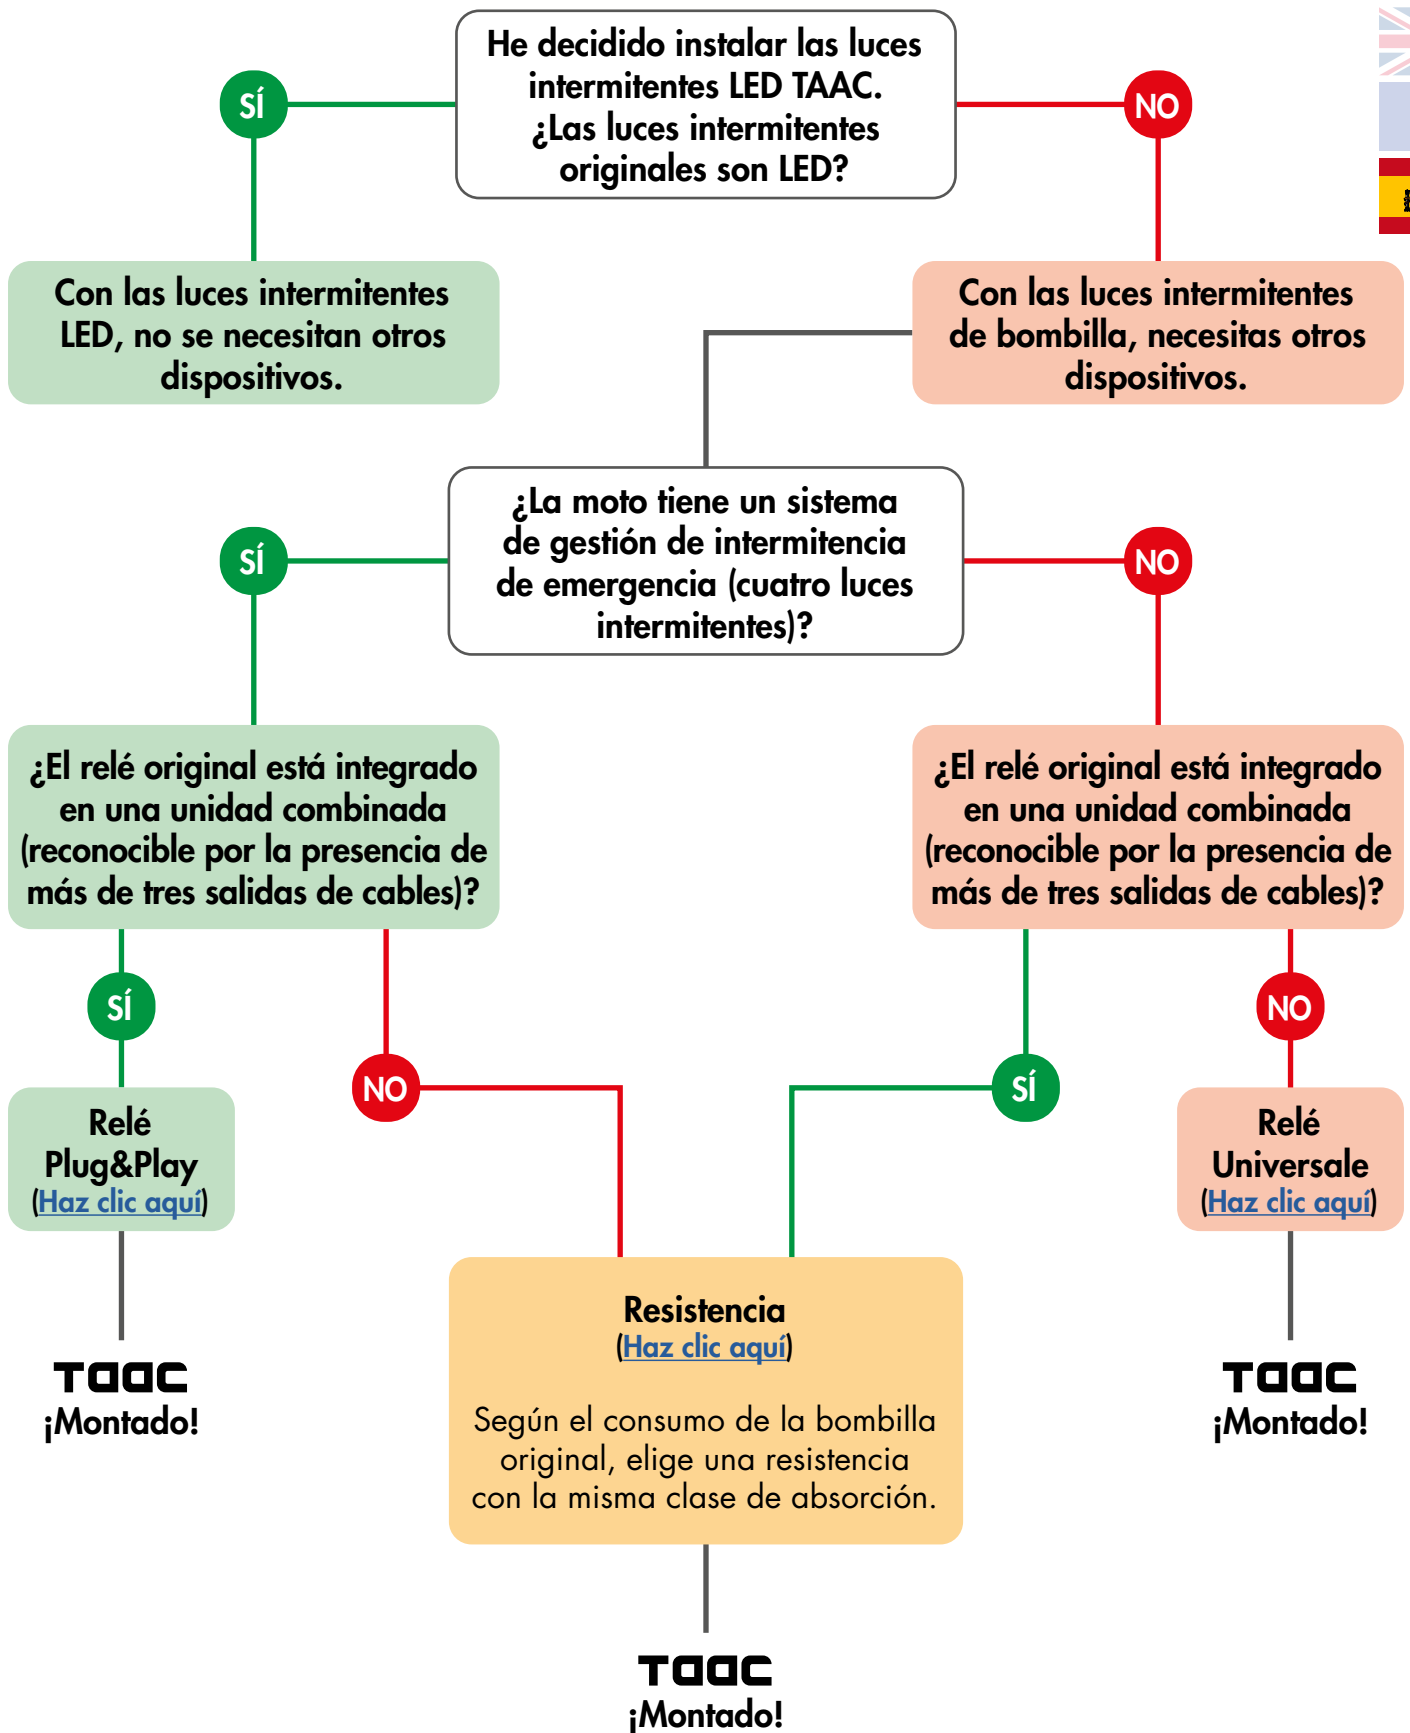 He decidido instalar las luces
intermitentes LED TAAC.
¿Las luces intermitentes
originales son LED?
SÍ
NO
Con las luces intermitentes
LED, no se necesitan otros
dispositivos.
Con las luces intermitentes
de bombilla, necesitas otros
dispositivos.
¿La moto tiene un sistema
de gestión de intermitencia
de emergencia (cuatro luces
intermitentes)?
SÍ
NO
¿El relé original está integrado
en una unidad combinada
(reconocible por la presencia de
más de tres salidas de cables)?
¿El relé original está integrado
en una unidad combinada
(reconocible por la presencia de
más de tres salidas de cables)?
SÍ
NO
SÍ
NO
Relé
Plug&Play
(Haz clic aquí)
Relé
Universale
(Haz clic aquí)
Resistencia
(Haz clic aquí)
Según el consumo de la bombilla
original, elige una resistencia
con la misma clase de absorción.
TAAC
¡Montado!
TAAC
¡Montado!
TAAC
¡Montado!